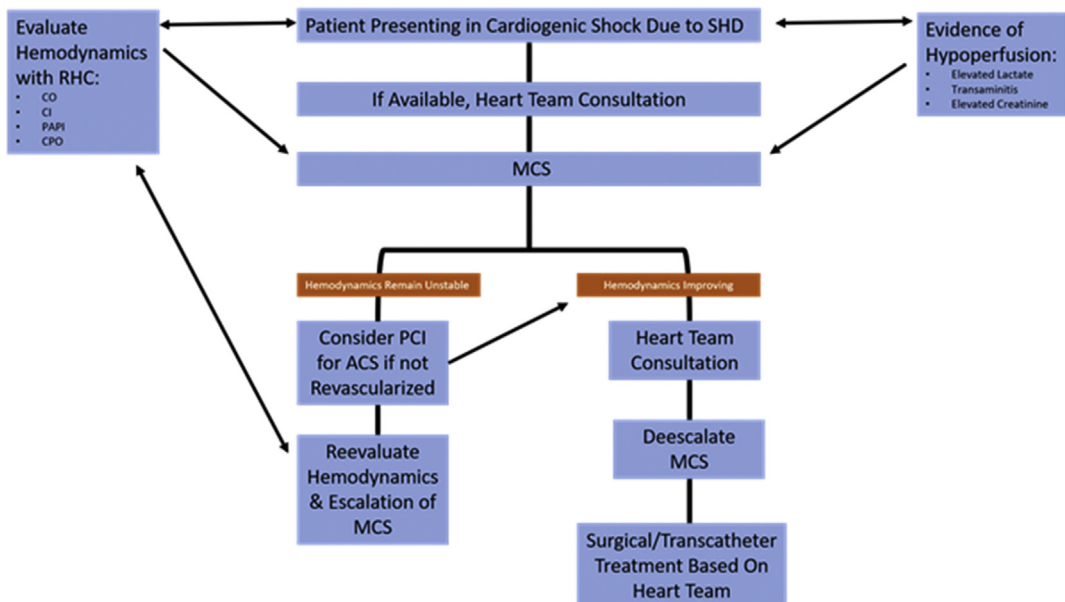 Evaluate
Hemodynamics
with RHC:
• CO
• CI
• PAPI
• CPO
Patient Presenting in Cardiogenic Shock Due to SHD
Evidence of
Hypoperfusion:
• Elevated Lactate
• Transaminitis
• Elevated Creatinine
If Available, Heart Team Consultation
MCS
Hemodynamics Remain Unstable
Hemodynamics Improving
Consider PCI
for ACS if not
Revascularized
Heart Team
Consultation
Reevaluate
Hemodynamics
& Escalation of
MCS
Deescalate
MCS
Surgical/Transcatheter
Treatment Based On
Heart Team